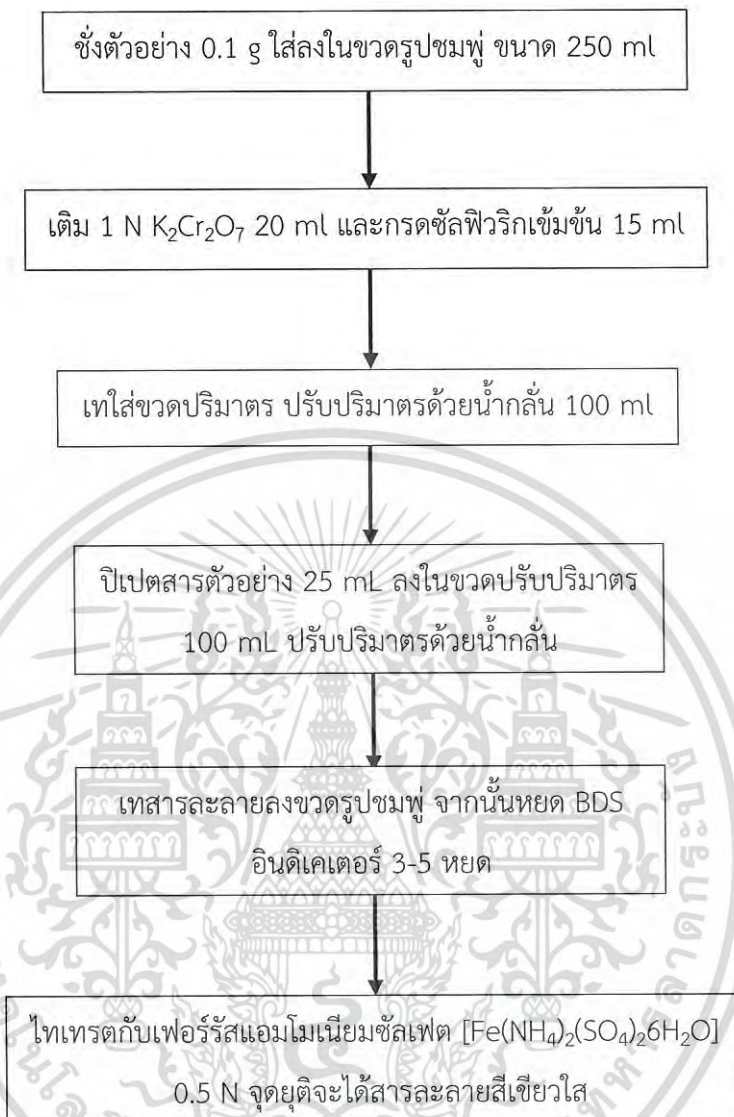 ชั่งตัวอย่าง 0.1 g ใส่ลงในขวดรูปชมพู่ ขนาด 250 ml
เติม 1 N K₂Cr₂O₇ 20 ml และกรดซัลฟิวริกเข้มข้น 15 ml
เทใส่ขวดปริมาตร ปรับปริมาตรด้วยน้ำกลั่น 100 ml
ปิเปตสารตัวอย่าง 25 mL ลงในขวดปรับปริมาตร
100 mL ปรับปริมาตรด้วยน้ำกลั่น
เทสารละลายลงขวดรูปชมพู่ จากนั้นหยด BDS
อินดิเคเตอร์ 3-5 หยด
ไทเทรตกับเฟอร์รัสแอมโมเนียมซัลเฟต [Fe(NH₄)₂(SO₄)₂6H₂O]
0.5 N จุดยุติจะได้สารละลายสีเขียวใส